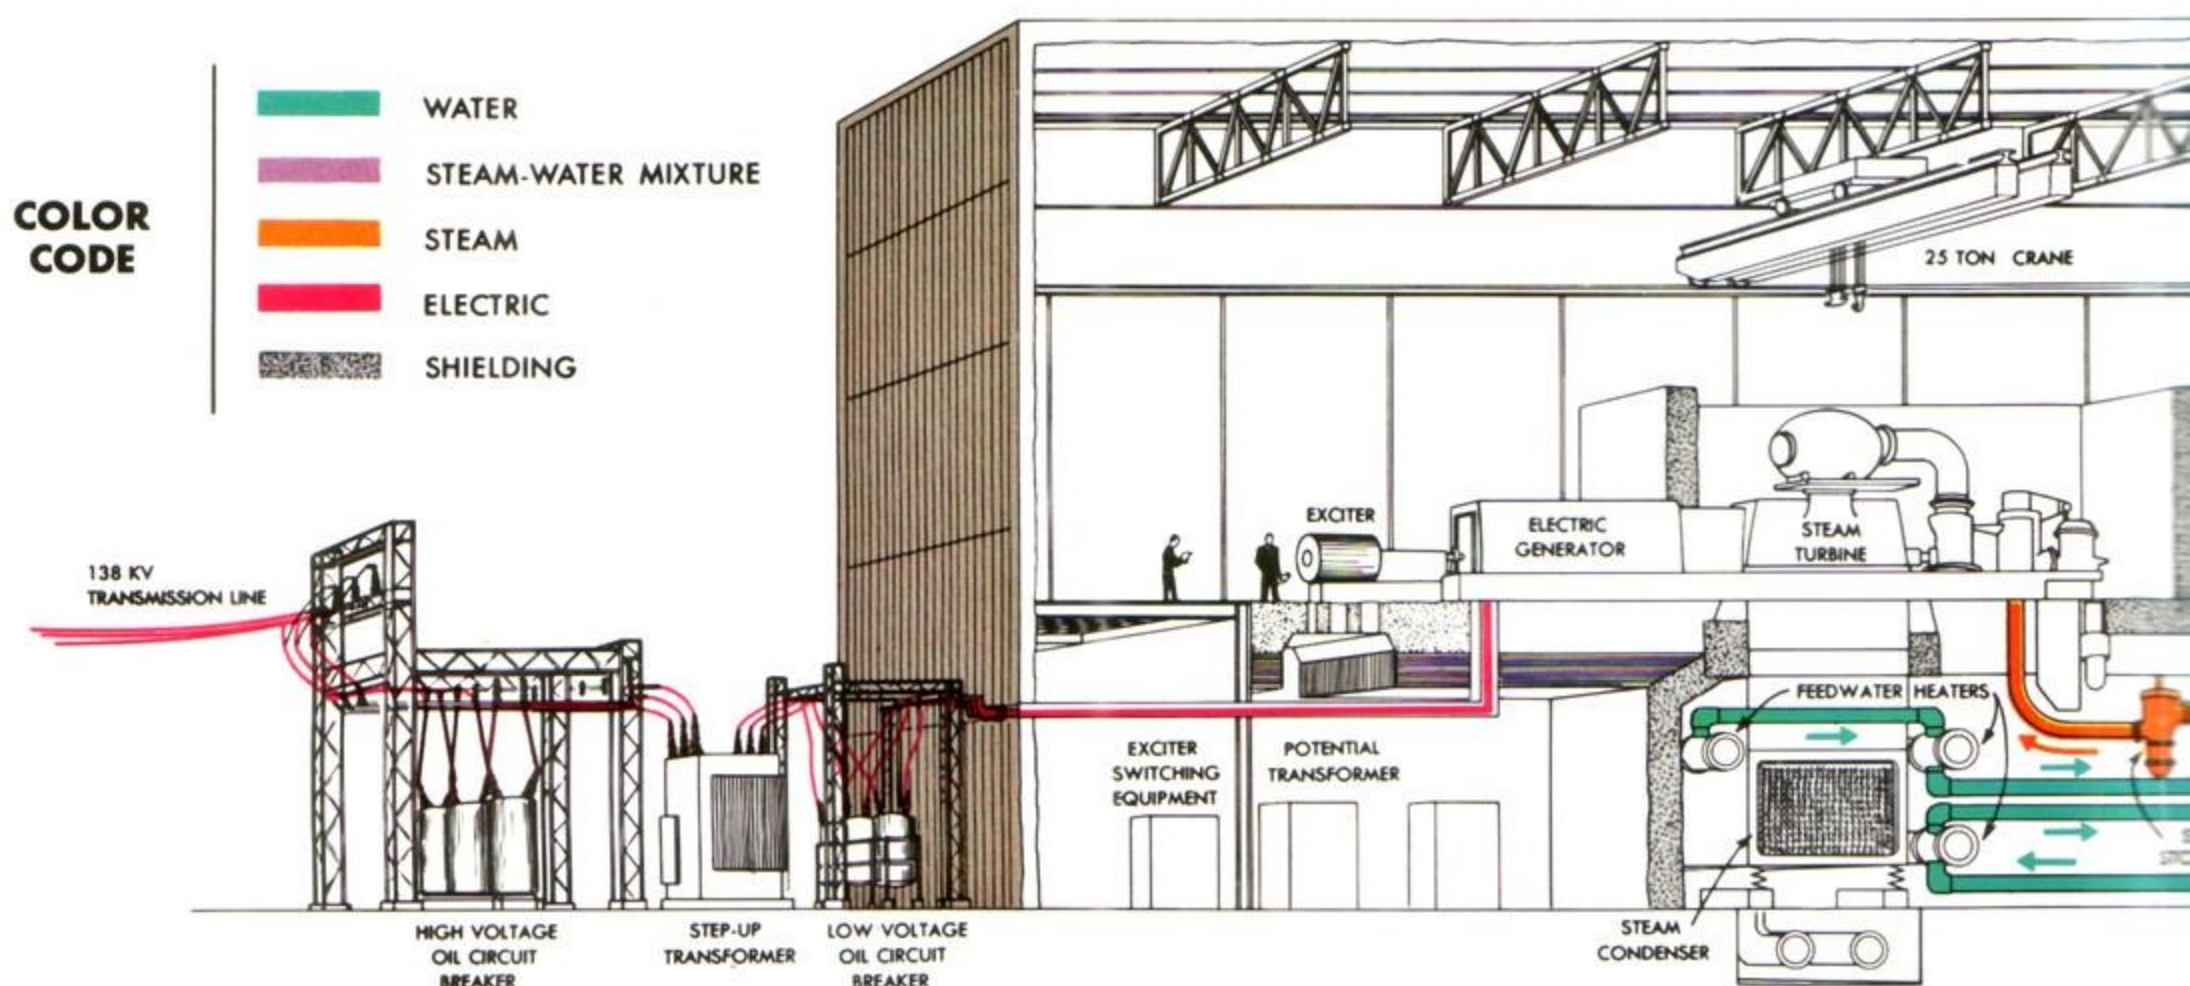 COLOR
CODE
WATER
STEAM-WATER MIXTURE
STEAM
ELECTRIC
SHIELDING
25 TON CRANE
138 KV
TRANSMISSION LINE
EXCITER
ELECTRIC
GENERATOR
STEAM
TURBINE
FEEDWATER HEATERS
EXCITER
SWITCHING
EQUIPMENT
POTENTIAL
TRANSFORMER
HIGH VOLTAGE
OIL CIRCUIT
BREAKER
STEP-UP
TRANSFORMER
LOW VOLTAGE
OIL CIRCUIT
BREAKER
STEAM
CONDENSER